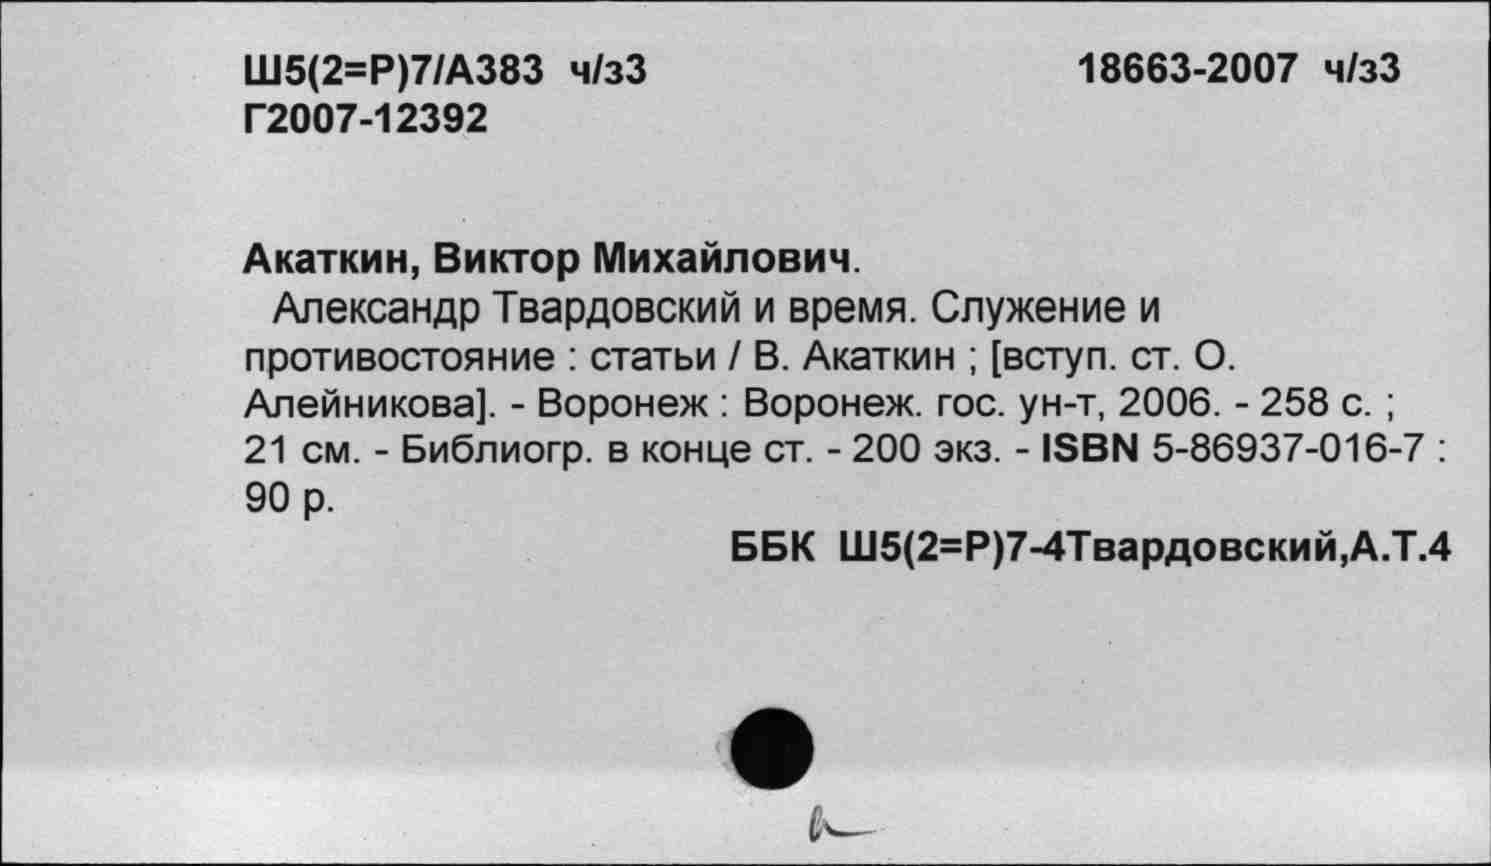 Ш5(2=Р)7/А383 ч/з3 18663-2007 ч/з3
Г2007-12392
Акаткин, Виктор Михайлович.
Александр Твардовский и время. Служение и
противостояние : статьи / В. Акаткин ; [вступ. ст. О.
Алейникова]. - Воронеж : Воронеж. гос. ун-т, 2006. - 258 с. ;
21 см. - Библиогр. в конце ст. - 200 экз. - ISBN 5-86937-016-7 :
90 р.
ББК Ш5(2=Р)7-4Твардовский,А.Т.4